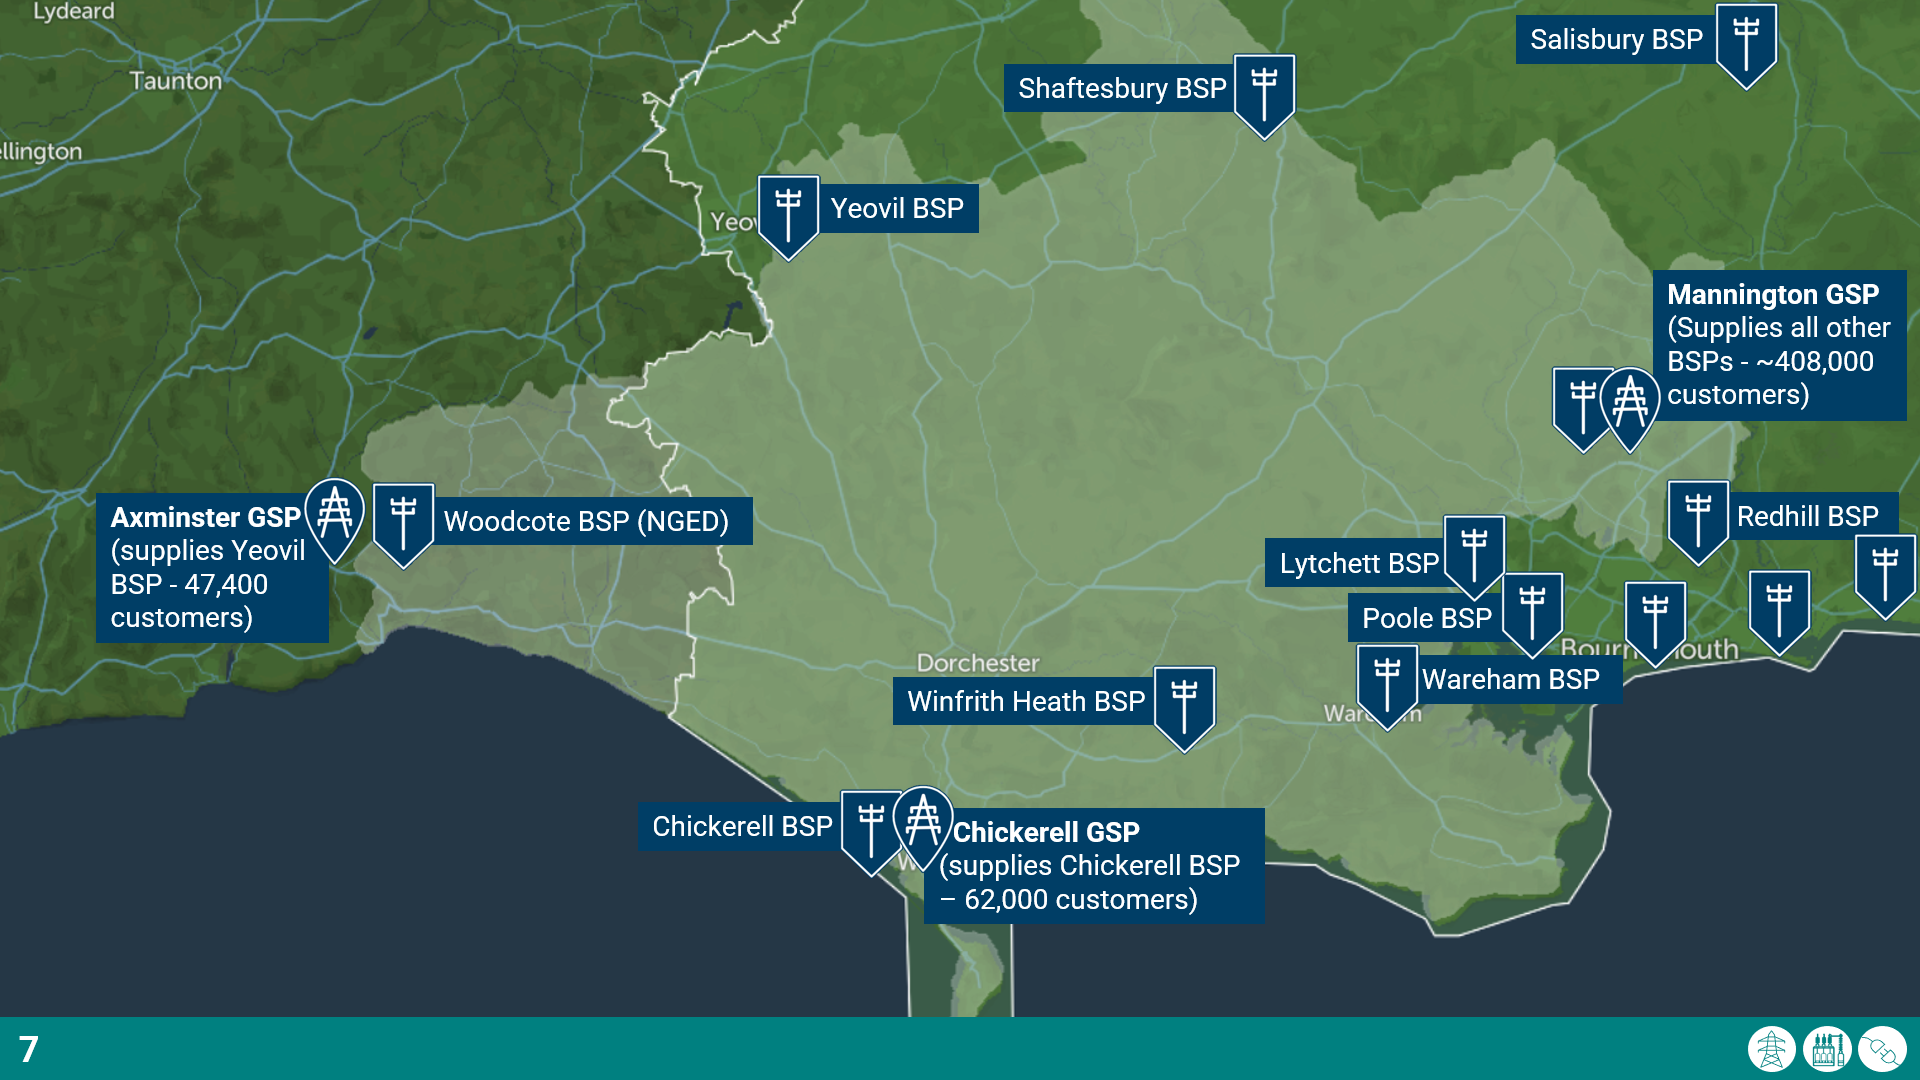 Lydeard
Taunton
ellington
Salisbury BSP
Shaftesbury BSP
Yeovil BSP
Mannington GSP
(Supplies all other
BSPs - ~408,000
customers)
Axminster GSP
(supplies Yeovil
BSP - 47,400
customers)
Woodcote BSP (NGED)
Redhill BSP
Lytchett BSP
Poole BSP
Wareham BSP
Dorchester
Winfrith Heath BSP
Chickerell BSP
Chickerell GSP
(supplies Chickerell BSP
– 62,000 customers)
7